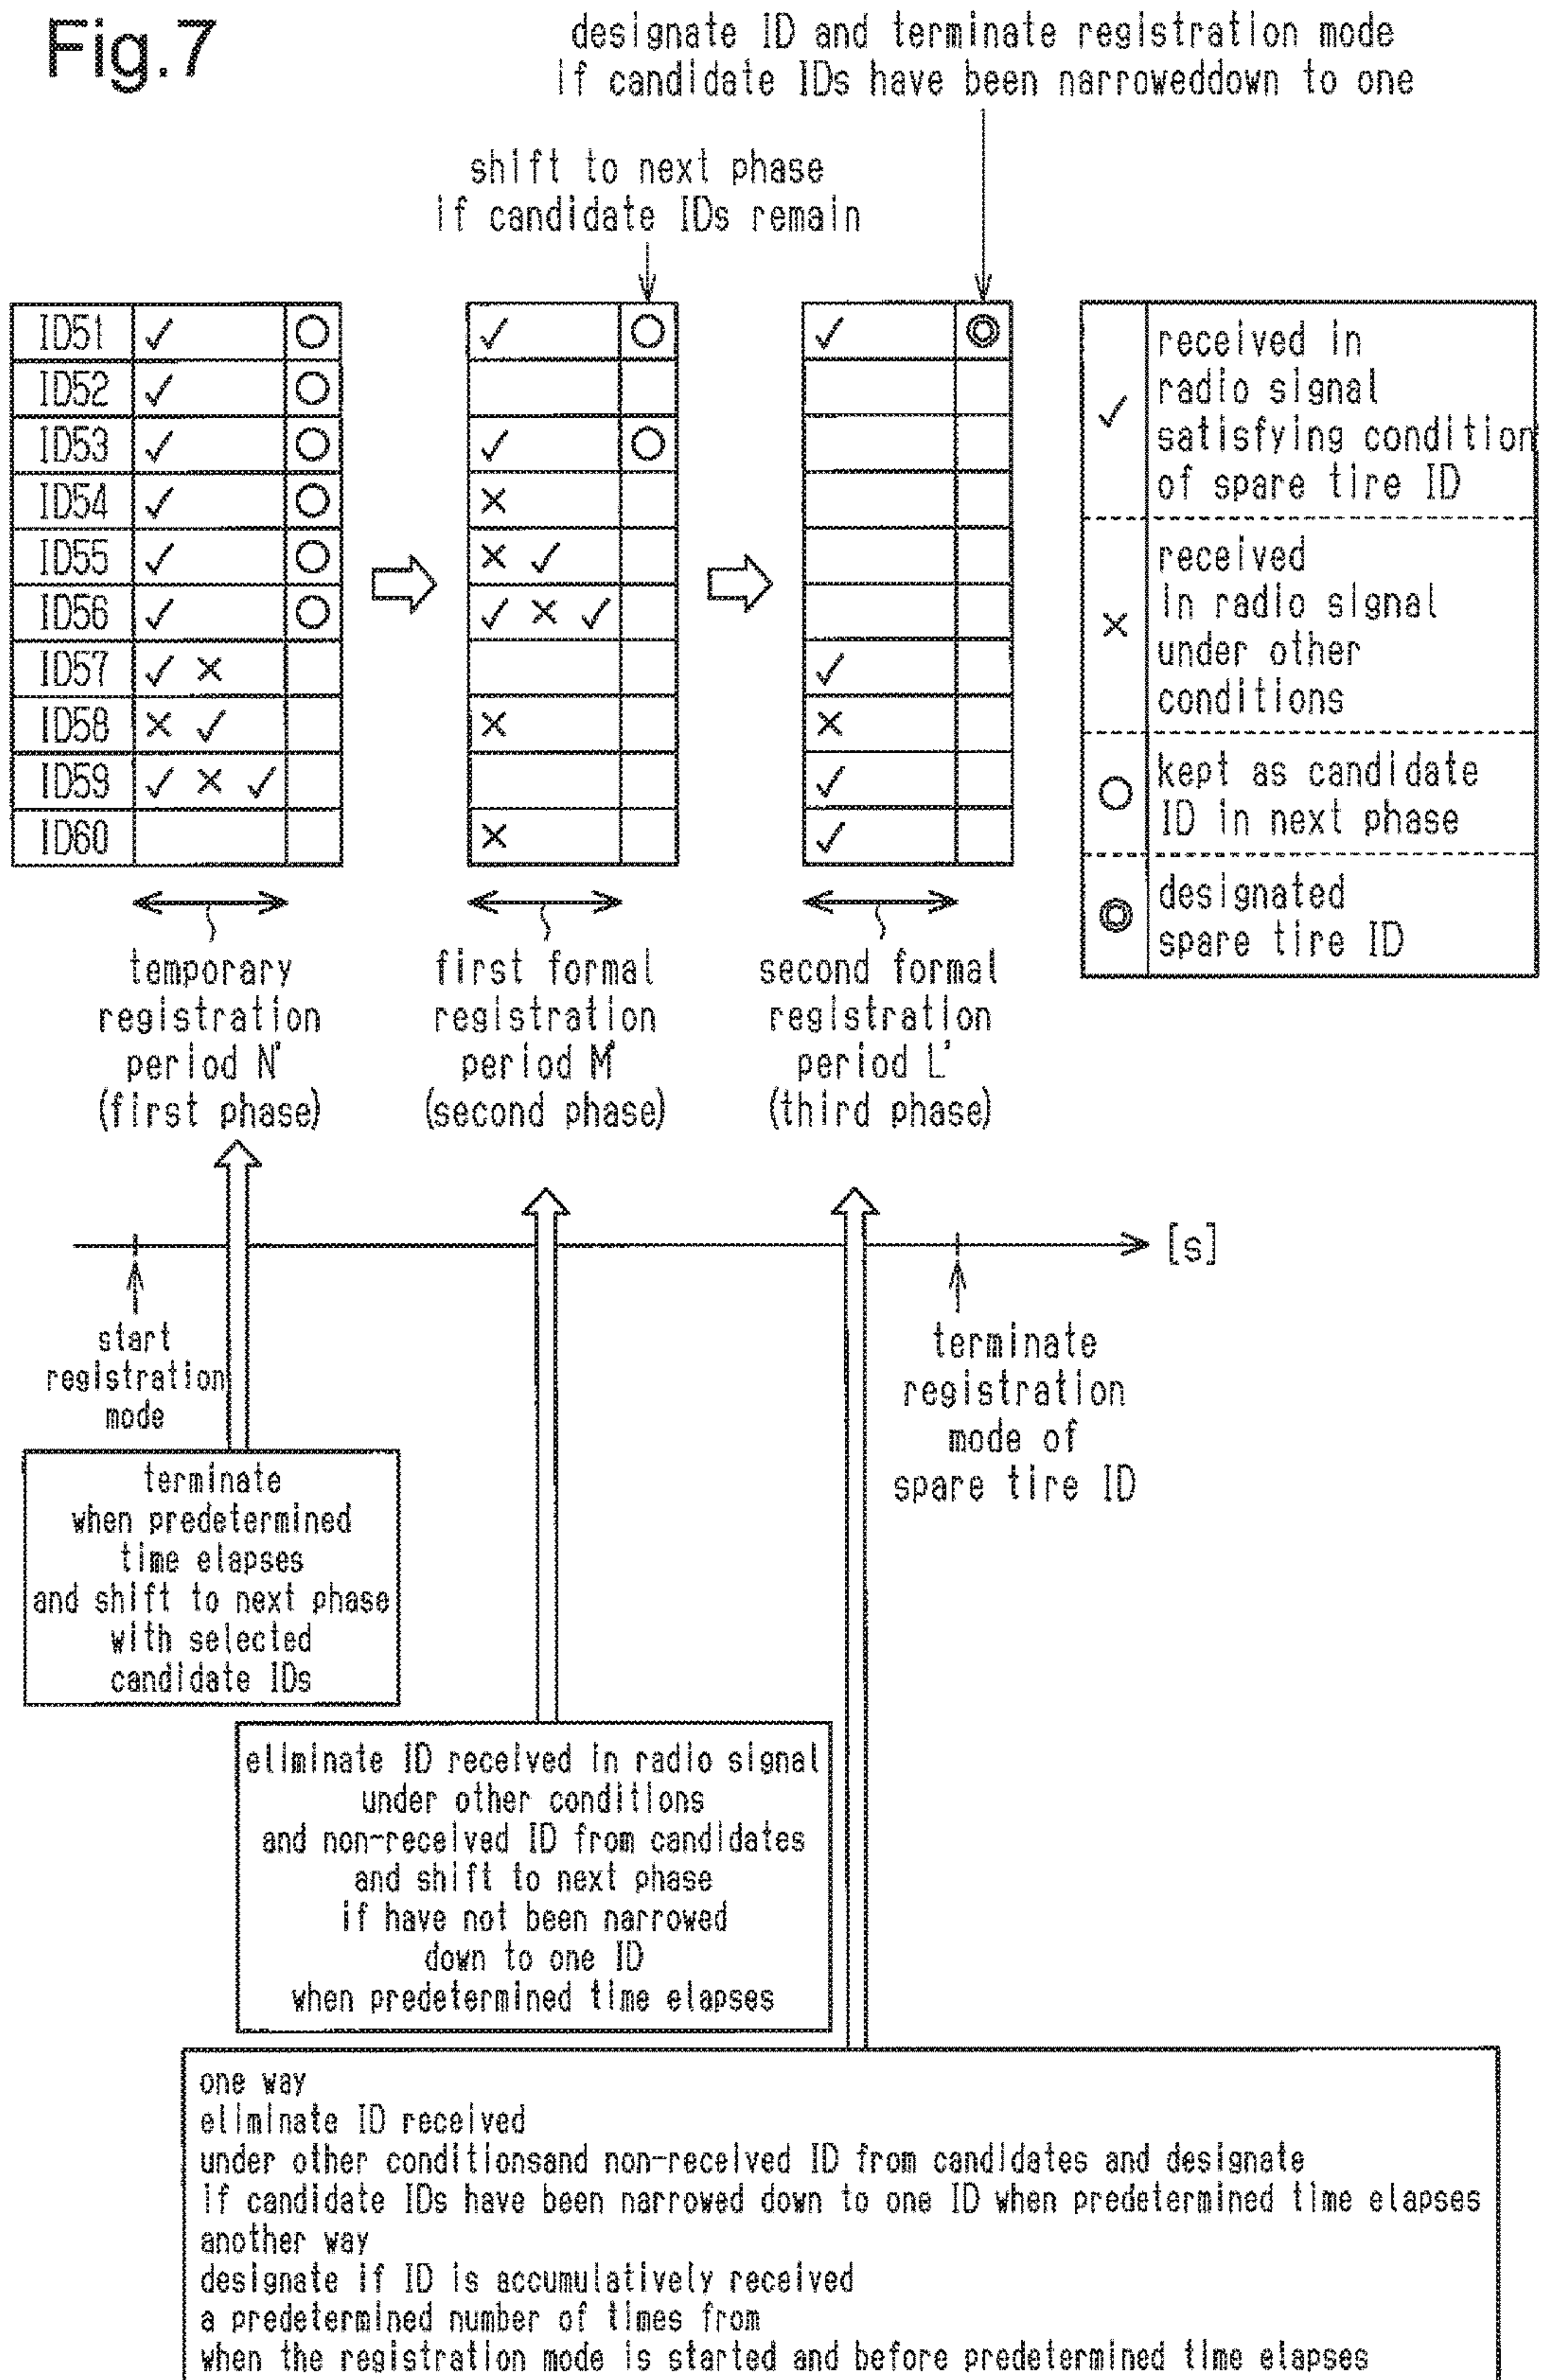 Fig.7
designate ID and terminate registration mode
if candidate IDs have been narroweddown to one
shift to next phase
if candidate IDs remain
ID51 ✓ ○ ✓ ○ ✓ ◎
ID52 ✓ ○
ID53 ✓ ○ ✓ ○
ID54 ✓ ○ ×
ID55 ✓ ○ × ✓
ID56 ✓ ○ ✓ × ✓
ID57 ✓ × ✓
ID58 × ✓ × ×
ID59 ✓ × ✓ ✓
ID60 × ✓
✓ received in
radio signal
satisfying condition
of spare tire ID
× received
in radio signal
under other
conditions
○ kept as candidate
ID in next phase
◎ designated
spare tire ID
temporary
registration
period N'
(first phase)
first formal
registration
period M'
(second phase)
second formal
registration
period L'
(third phase)
[s]
start
registration
mode
terminate
registration
mode of
spare tire ID
terminate
when predetermined
time elapses
and shift to next phase
with selected
candidate IDs
eliminate ID received in radio signal
under other conditions
and non-received ID from candidates
and shift to next phase
if have not been narrowed
down to one ID
when predetermined time elapses
one way
eliminate ID received
under other conditionsand non-received ID from candidates and designate
if candidate IDs have been narrowed down to one ID when predetermined time elapses
another way
designate if ID is accumulatively received
a predetermined number of times from
when the registration mode is started and before predetermined time elapses